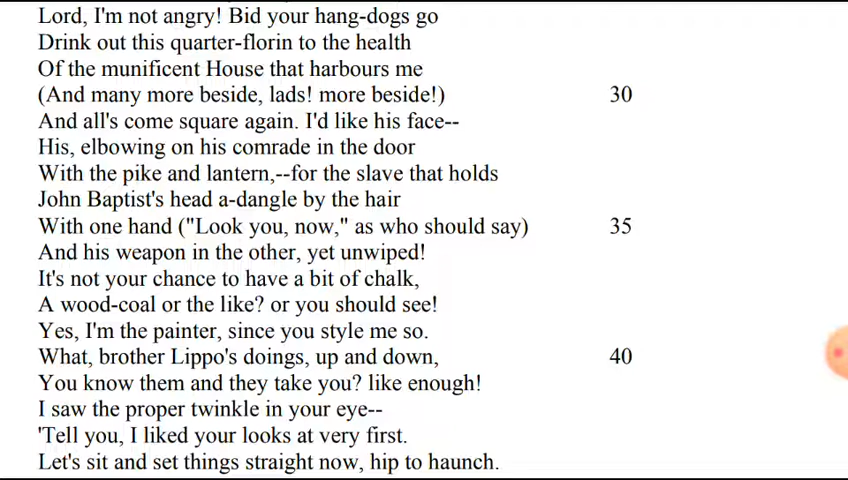 Lord, I'm not angry! Bid your hang-dogs go
Drink out this quarter-florin to the health
Of the munificent House that harbours me
(And many more beside, lads! more beside!) 30
And all's come square again. I'd like his face--
His, elbowing on his comrade in the door
With the pike and lantern,--for the slave that holds
John Baptist's head a-dangle by the hair
With one hand ("Look you, now," as who should say) 35
And his weapon in the other, yet unwiped!
It's not your chance to have a bit of chalk,
A wood-coal or the like? or you should see!
Yes, I'm the painter, since you style me so.
What, brother Lippo's doings, up and down, 40
You know them and they take you? like enough!
I saw the proper twinkle in your eye--
'Tell you, I liked your looks at very first.
Let's sit and set things straight now, hip to haunch.